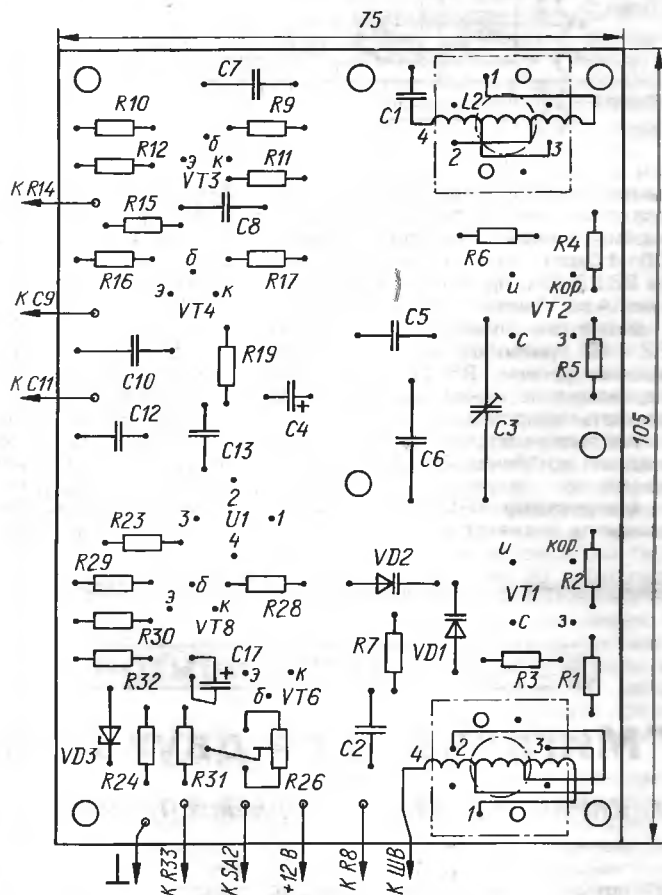 75
C7
1
R10
R9
C1
L2
4
б
R12
Э
К
R11
2
3
VT3
К R14
R15
C8
R6
R4
R16
б
R17
и
кор.
Э
К
VT4
VT2
К C9
C5
с
з
R19
R5
C10
105
К C11
C4
+
C3
C12
C13
C6
2
3
U1
1
R23
4
и
кор.
R29
VD2
R2
Э
б
R28
VT1
VT8
R30
R7
VD1
с
з
C17
+
Э
К
R3
R1
R32
б
VT6
VD3
C2
4
2
3
R24
R31
R26
1
⊥
К R33
К SA2
+12 В
К R8
К ШВ